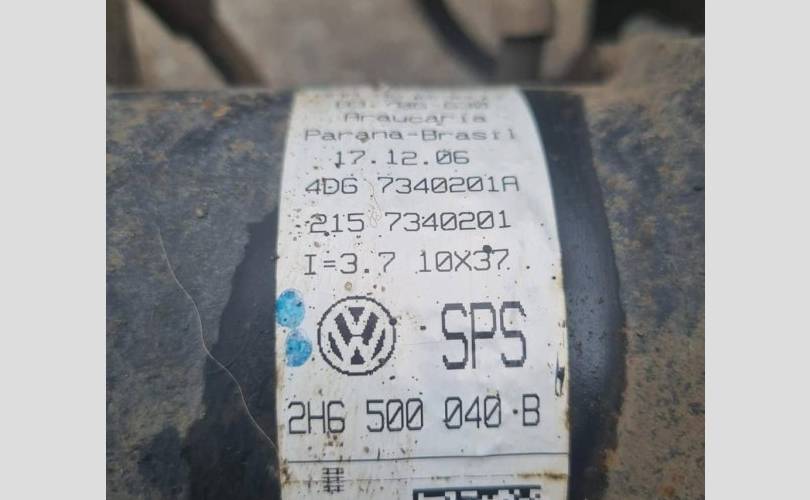 Araucaria
Parana-Brasil
17.12.06
4DG 7340201A
215 7340201
I=3.7 10X37
SPS
2H6 500 040 B